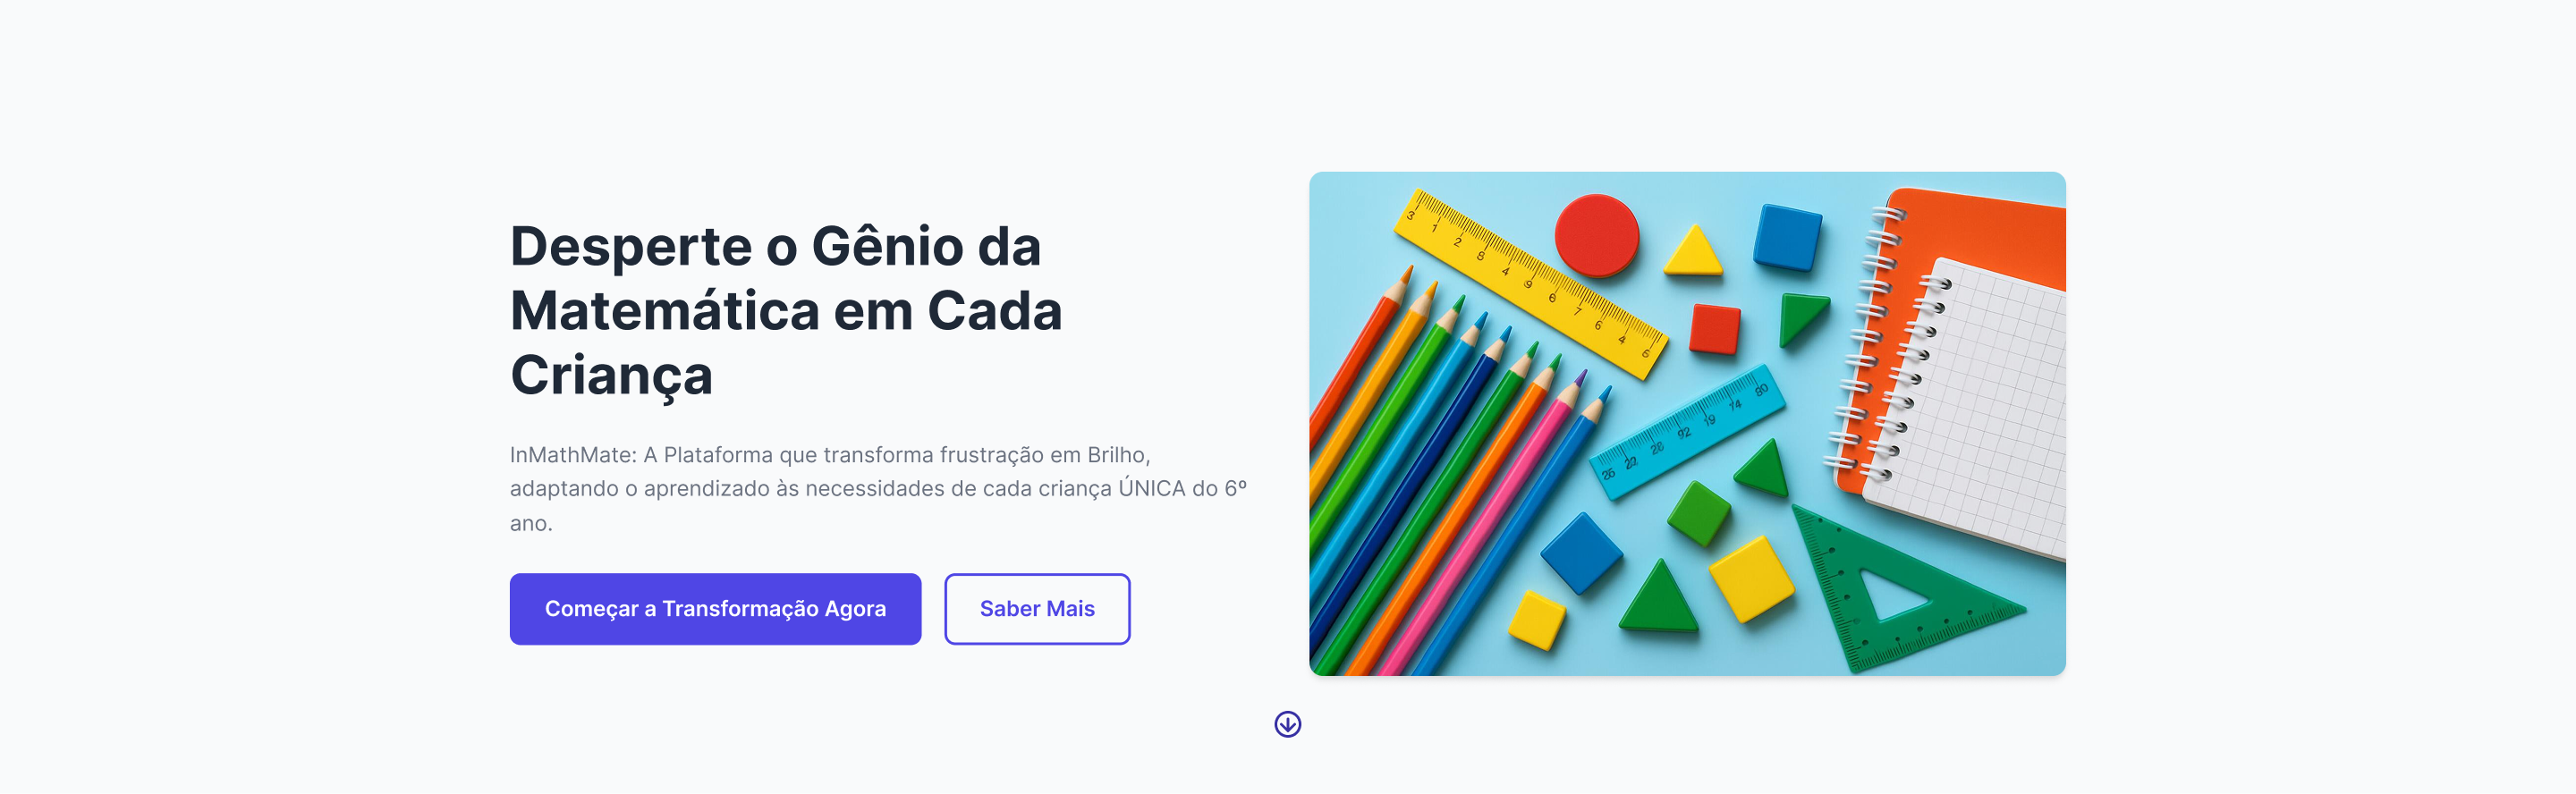 Desperte o Gênio da
Matemática em Cada
Criança
InMathMate: A Plataforma que transforma frustração em Brilho,
adaptando o aprendizado às necessidades de cada criança ÚNICA do 6º
ano.
Começar a Transformação Agora
Saber Mais